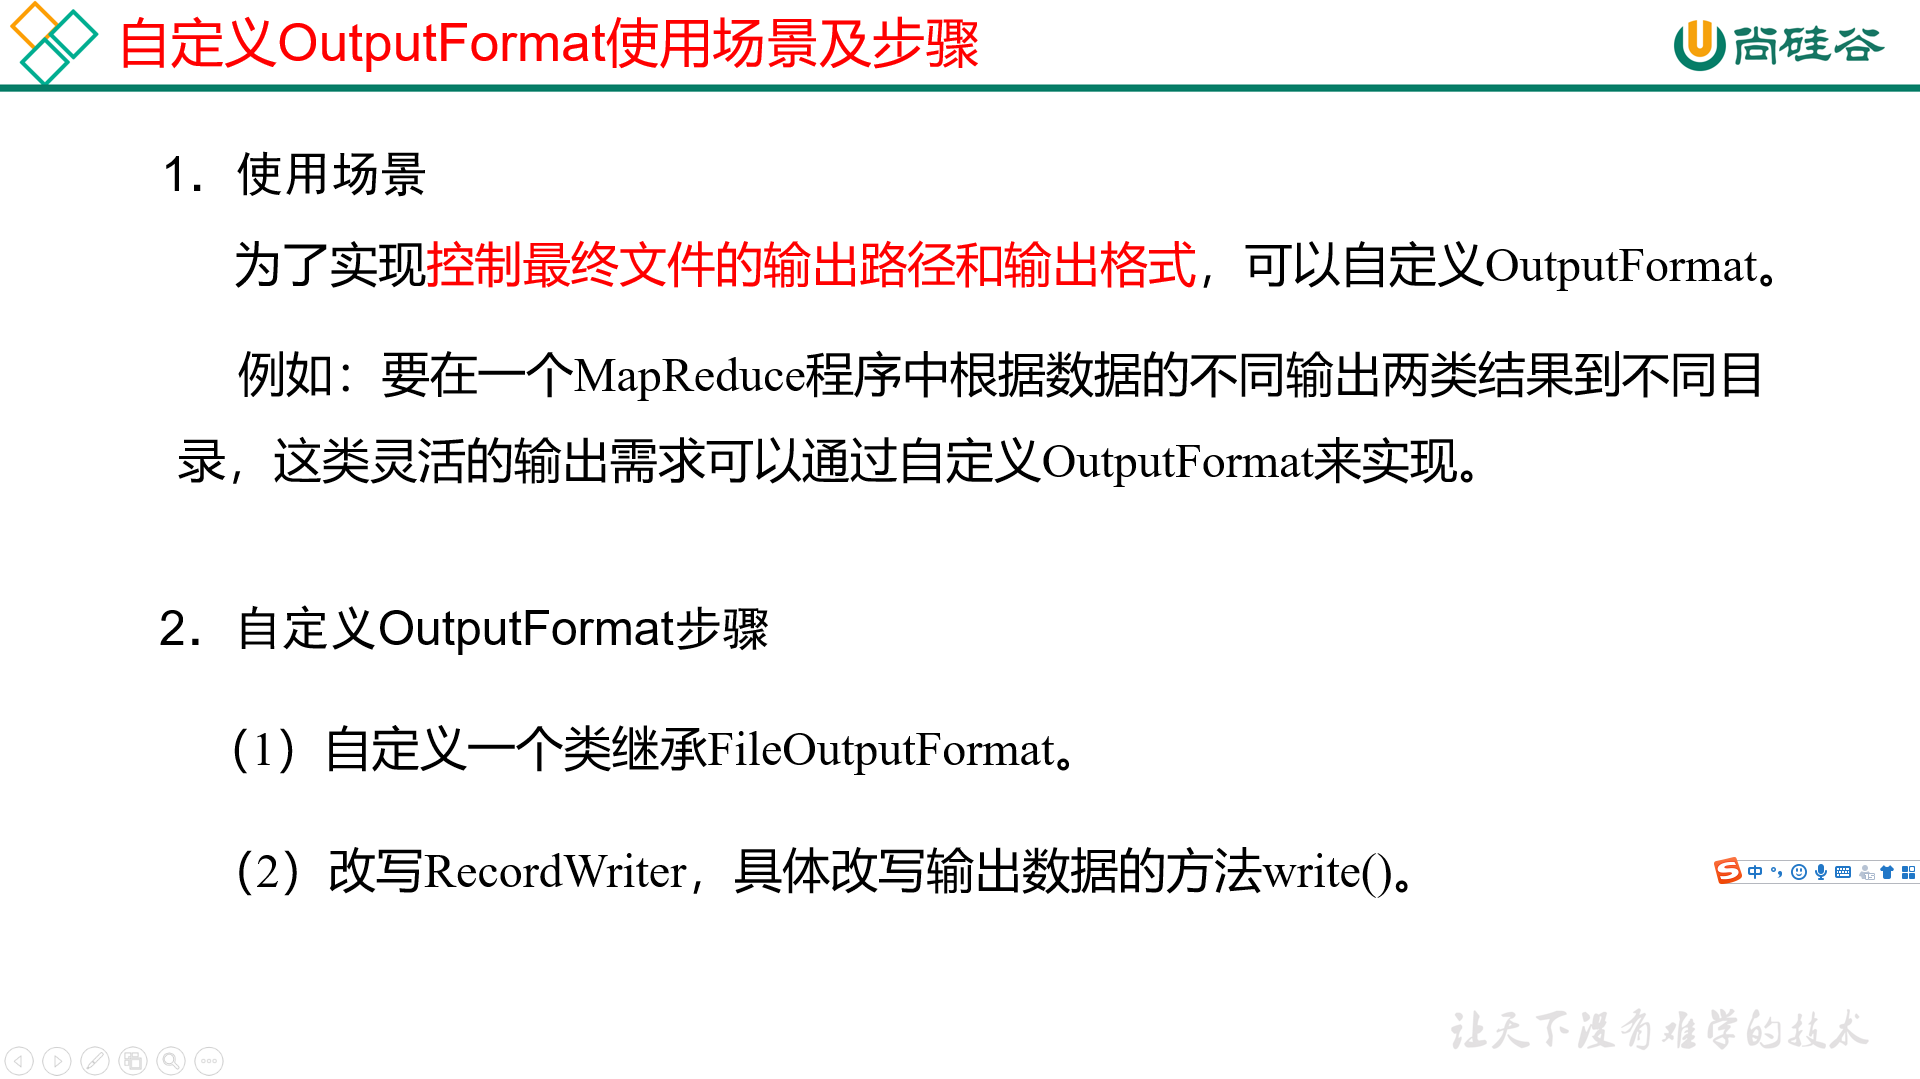 自定义OutputFormat使用场景及步骤
尚硅谷
1. 使用场景
为了实现控制最终文件的输出路径和输出格式，可以自定义OutputFormat。
例如：要在一个MapReduce程序中根据数据的不同输出两类结果到不同目
录，这类灵活的输出需求可以通过自定义OutputFormat来实现。
2. 自定义OutputFormat步骤
（1）自定义一个类继承FileOutputFormat。
（2）改写RecordWriter，具体改写输出数据的方法write()。
S中
让天下没有难学的技术